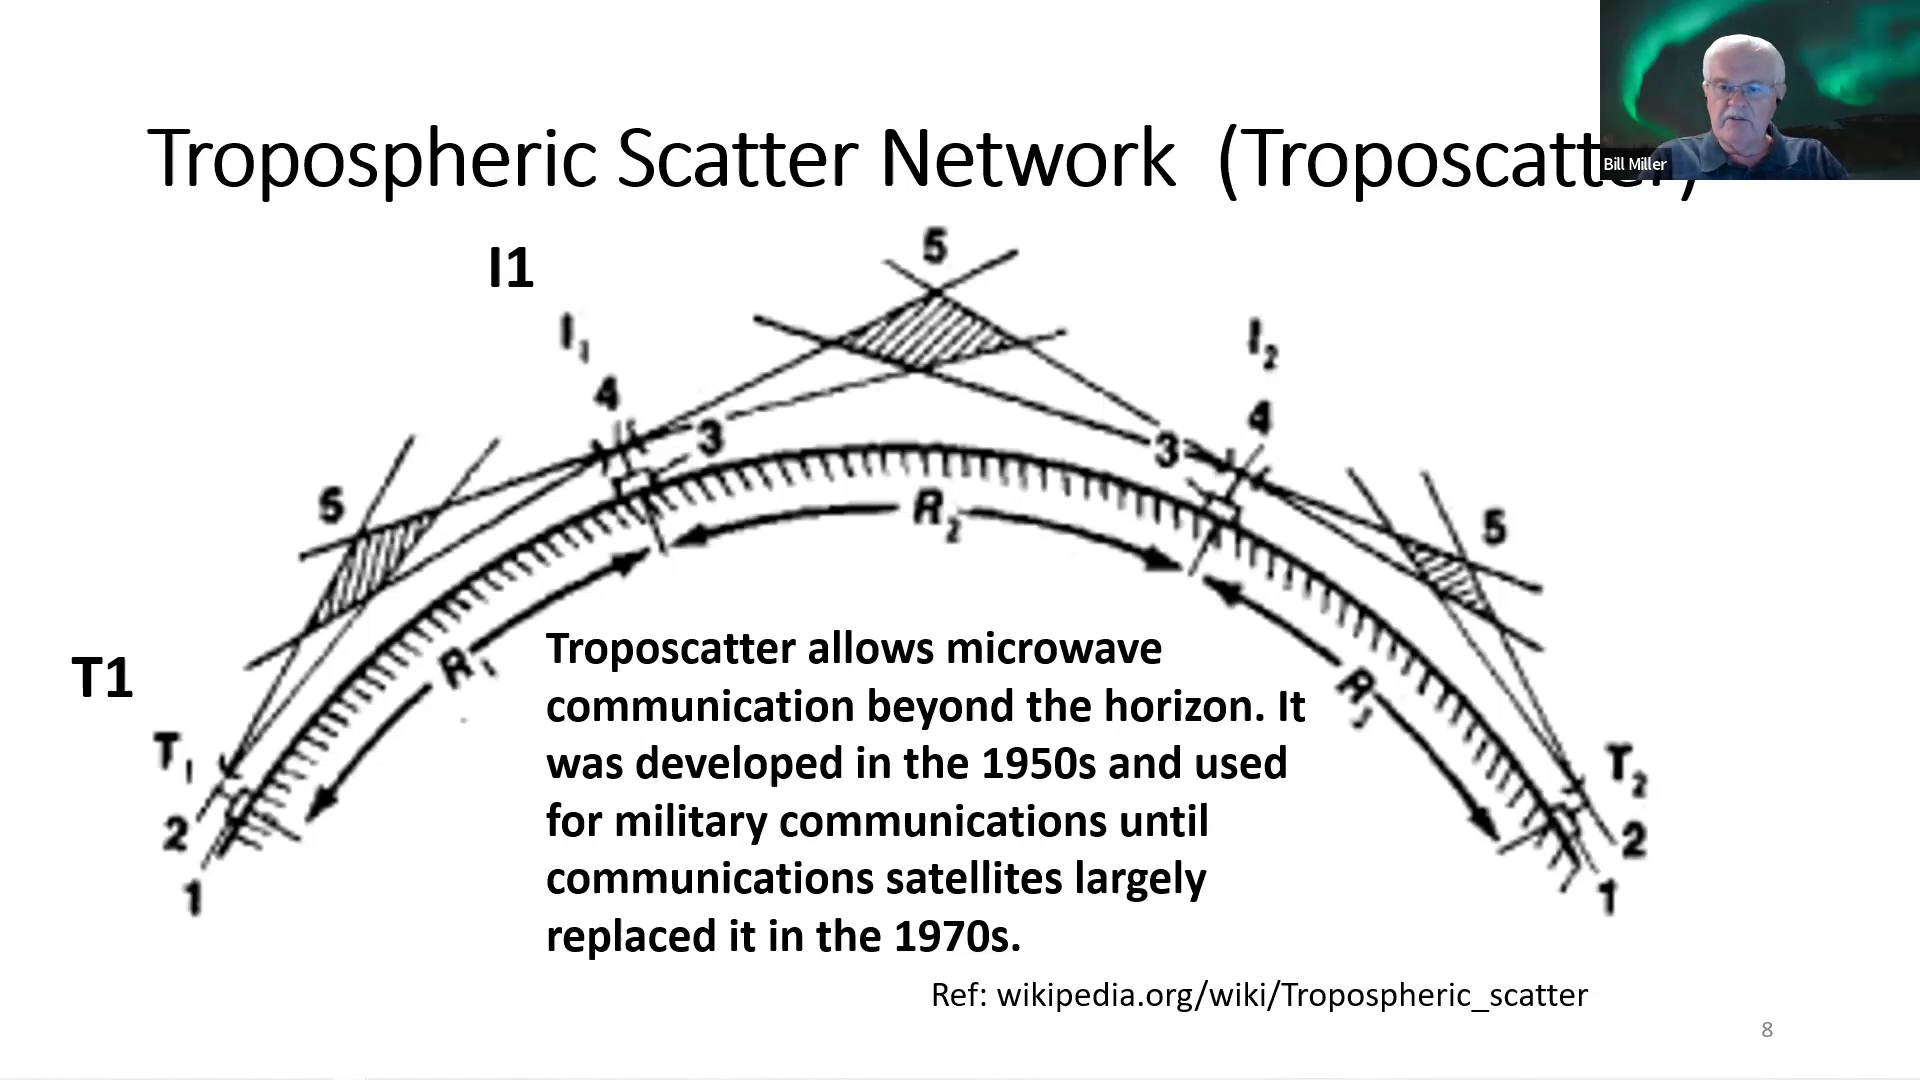 Tropospheric Scatter Network (Troposcatter)
Bill Miller
5
I1
I1
I2
4
4
3
3
5
R2
5
T1
R1
R3
T1
T2
2
2
1
1
Troposcatter allows microwave
communication beyond the horizon. It
was developed in the 1950s and used
for military communications until
communications satellites largely
replaced it in the 1970s.
Ref: wikipedia.org/wiki/Tropospheric_scatter
8